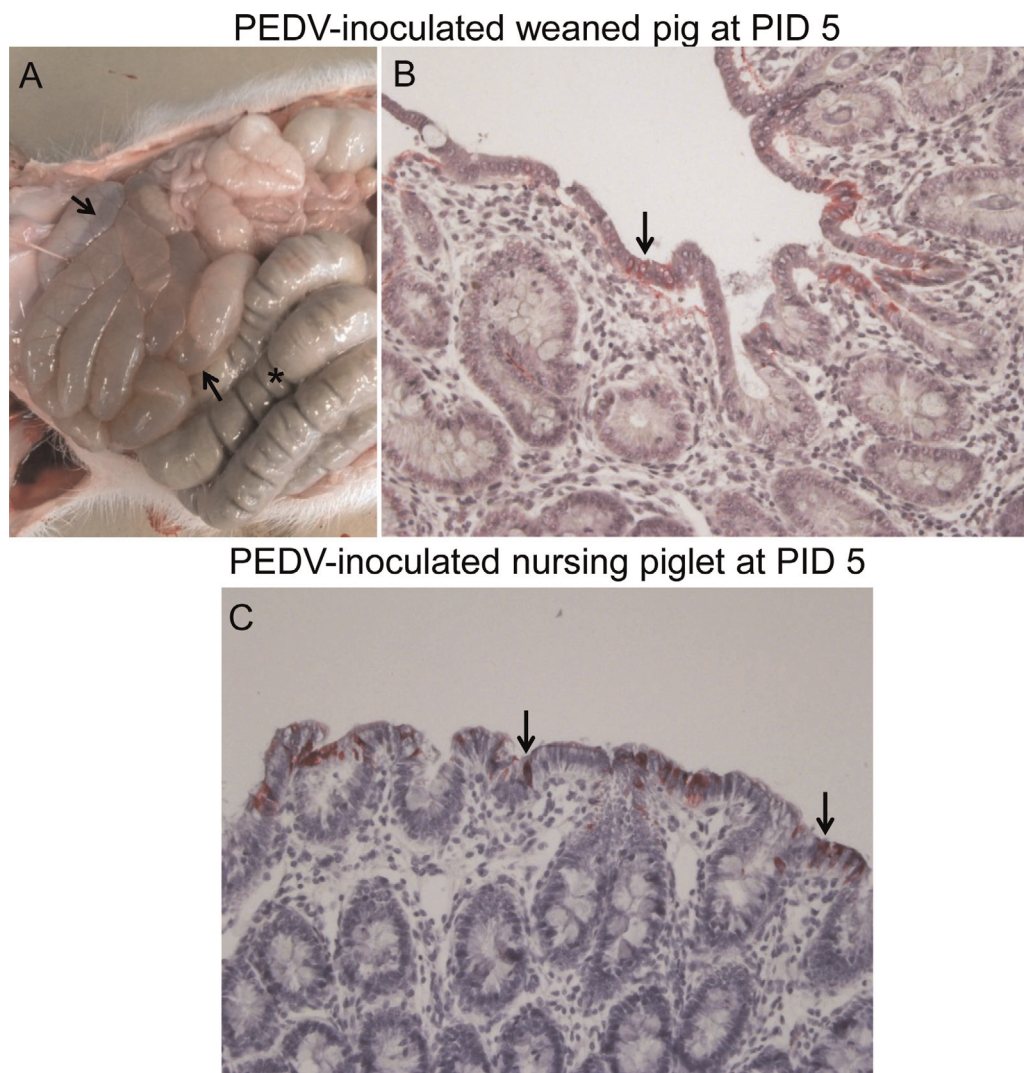 PEDV-inoculated weaned pig at PID 5
A
B
*
PEDV-inoculated nursing piglet at PID 5
C